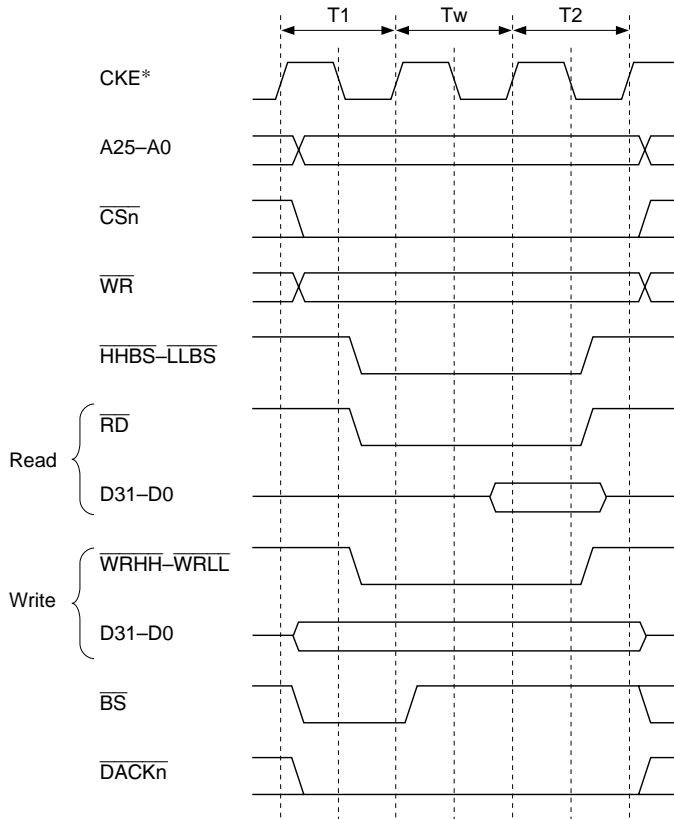 T1 Tw T2
CKE*
A25–A0
CSn
WR
HHBS–LLBS
RD
Read
D31–D0
WRHH–WRLL
Write
D31–D0
BS
DACKn